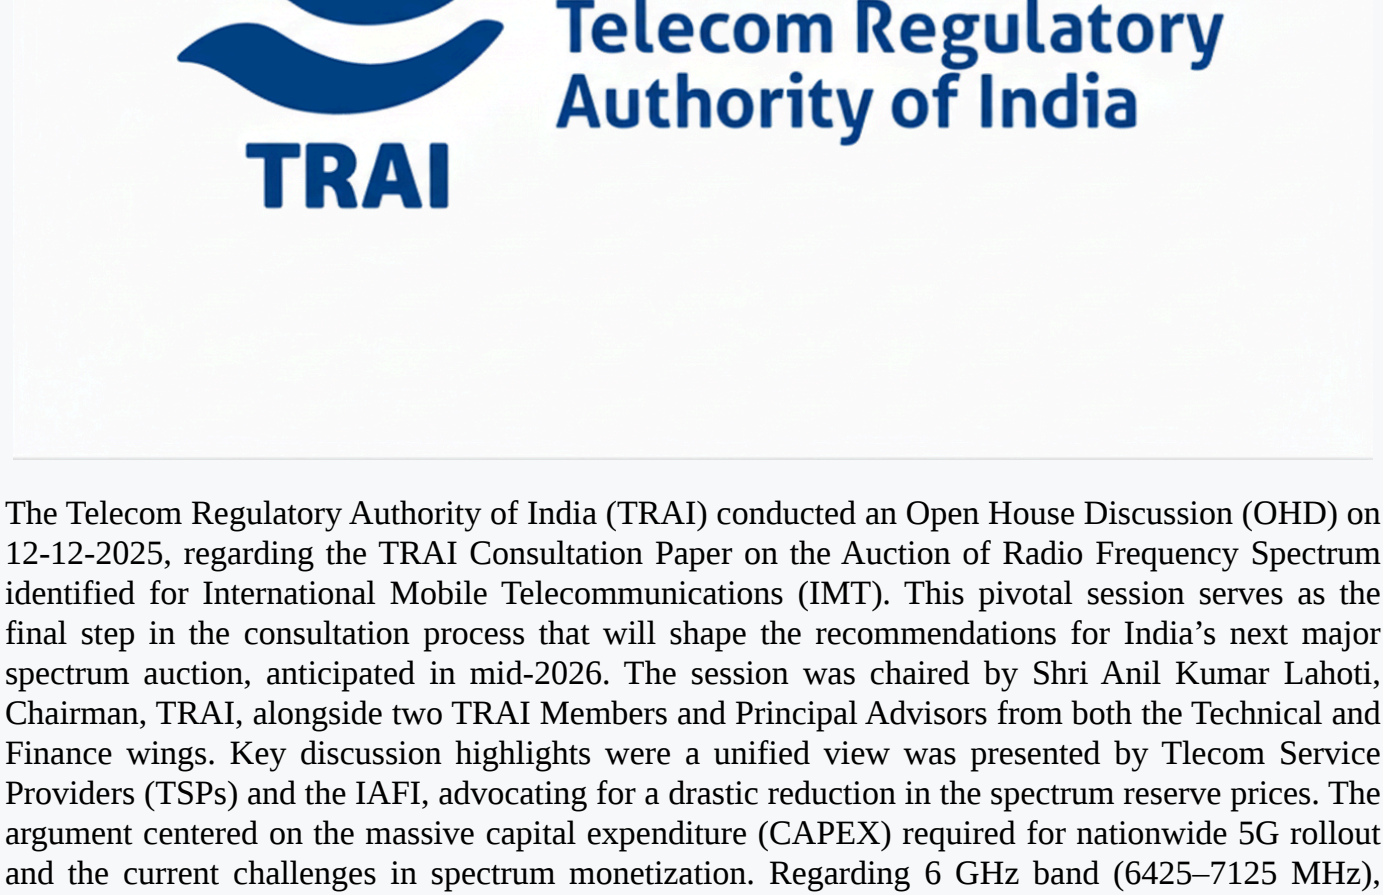 Telecom Regulatory
Authority of India
TRAI
The Telecom Regulatory Authority of India (TRAI) conducted an Open House Discussion (OHD) on
12-12-2025, regarding the TRAI Consultation Paper on the Auction of Radio Frequency Spectrum
identified for International Mobile Telecommunications (IMT). This pivotal session serves as the
final step in the consultation process that will shape the recommendations for India’s next major
spectrum auction, anticipated in mid-2026. The session was chaired by Shri Anil Kumar Lahoti,
Chairman, TRAI, alongside two TRAI Members and Principal Advisors from both the Technical and
Finance wings. Key discussion highlights were a unified view was presented by Tlecom Service
Providers (TSPs) and the IAFI, advocating for a drastic reduction in the spectrum reserve prices. The
argument centered on the massive capital expenditure (CAPEX) required for nationwide 5G rollout
and the current challenges in spectrum monetization. Regarding 6 GHz band (6425–7125 MHz),